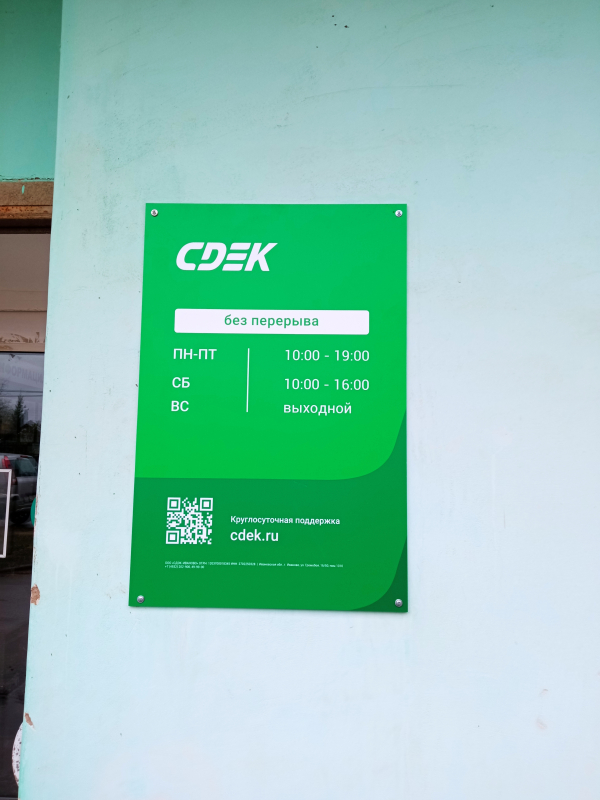 CDEK
без перерыва
ПН-ПТ 10:00 - 19:00
СБ 10:00 - 16:00
ВС выходной
Круглосуточная поддержка
cdek.ru